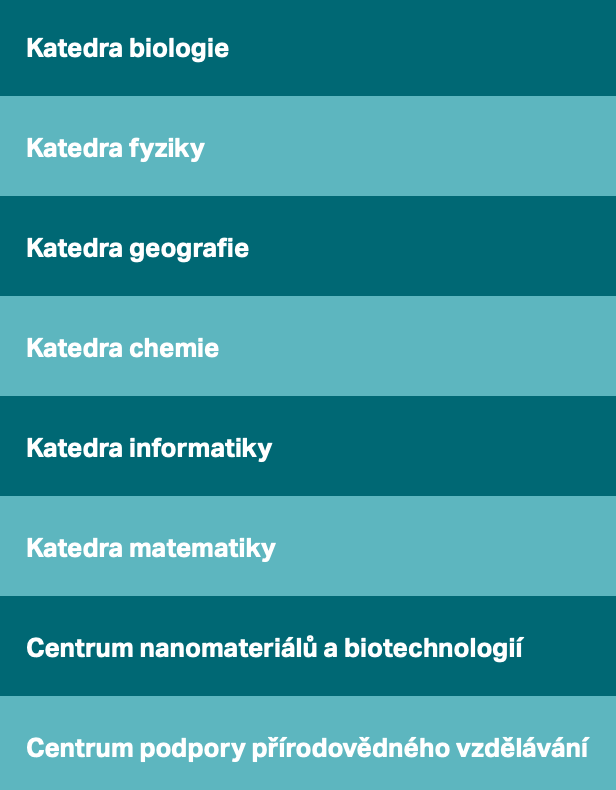 Katedra biologie
Katedra fyziky
Katedra geografie
Katedra chemie
Katedra informatiky
Katedra matematiky
Centrum nanomateriálů a biotechnologií
Centrum podpory přírodovědného vzdělávání